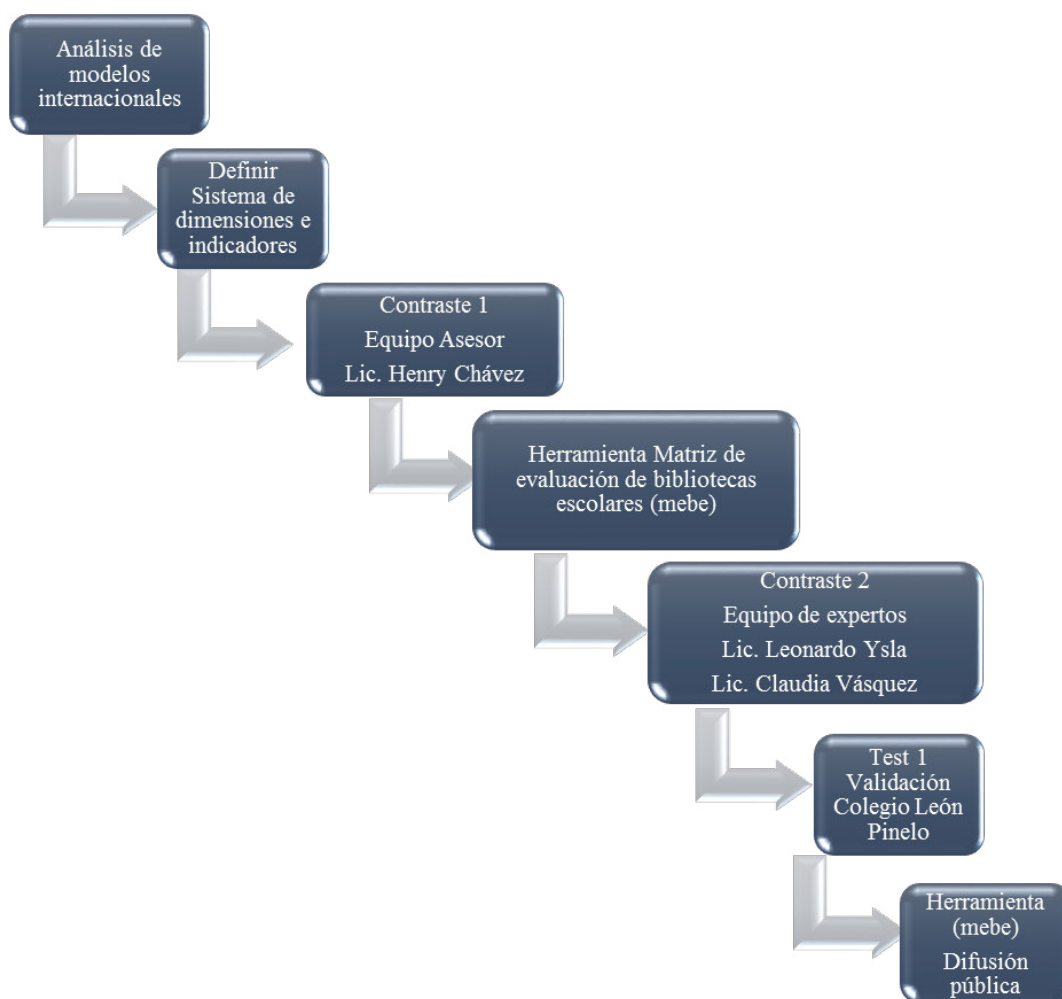 Análisis de
modelos
internacionales
Definir
Sistema de
dimensiones e
indicadores
Contraste 1
Equipo Asesor
Lic. Henry Chávez
Herramienta Matriz de
evaluación de bibliotecas
escolares (mebe)
Contraste 2
Equipo de expertos
Lic. Leonardo Ysla
Lic. Claudia Vásquez
Test 1
Validación
Colegio León
Pinelo
Herramienta
(mebe)
Difusión
pública